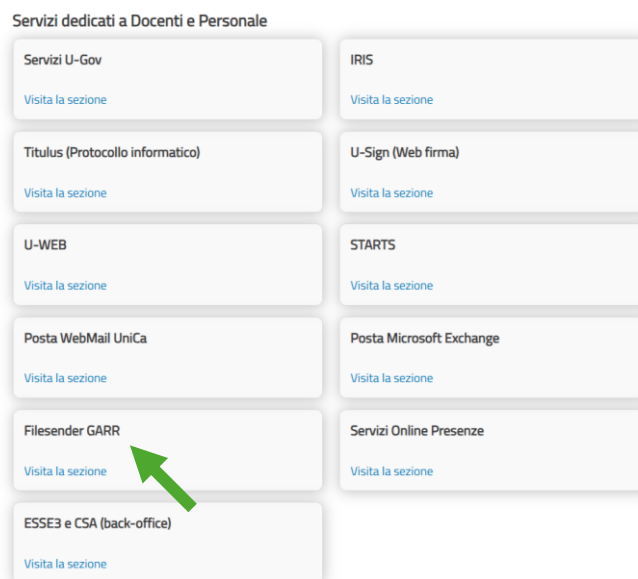 Servizi dedicati a Docenti e Personale
Servizi U-Gov
Visita la sezione
IRIS
Visita la sezione
Titulus (Protocollo informatico)
Visita la sezione
U-Sign (Web firma)
Visita la sezione
U-WEB
Visita la sezione
STARTS
Visita la sezione
Posta WebMail UniCa
Visita la sezione
Posta Microsoft Exchange
Visita la sezione
Filesender GARR
Visita la sezione
Servizi Online Presenze
Visita la sezione
ESSE3 e CSA (back-office)
Visita la sezione